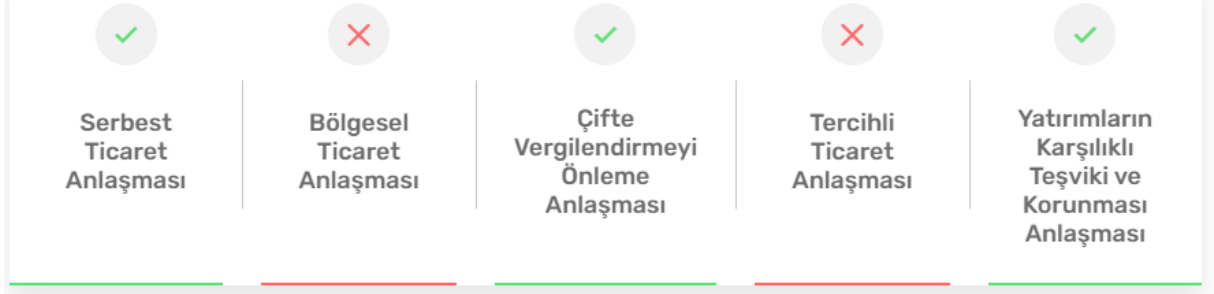 Serbest
Ticaret
Anlaşması
Bölgesel
Ticaret
Anlaşması
Çifte
Vergilendirmeyi
Önleme
Anlaşması
Tercihli
Ticaret
Anlaşması
Yatırımların
Karşılıklı
Teşviki ve
Korunması
Anlaşması